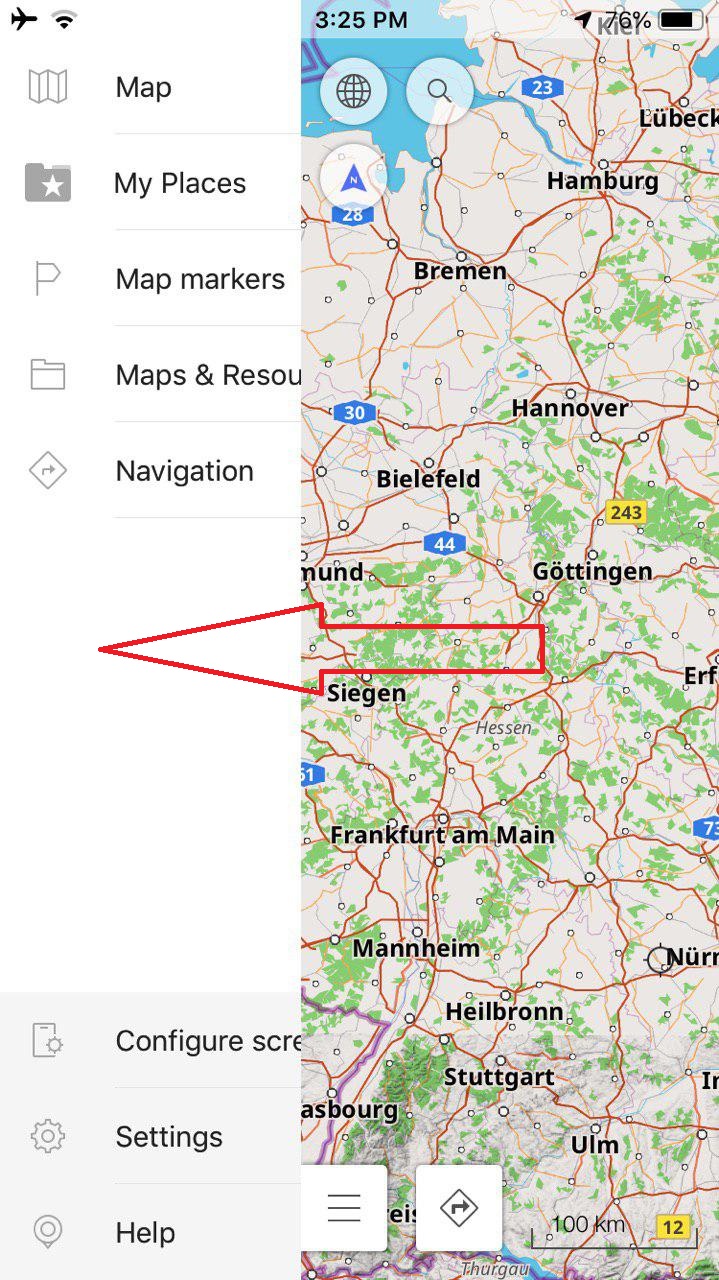 3:25 PM
76%
Kiel
Map
23
Lübeck
My Places
Hamburg
N
28
Bremen
Map markers
Maps & Resou
30
Hannover
Navigation
Bielefeld
243
44
mund
Göttingen
Erf
Siegen
Hessen
61
73
Frankfurt am Main
Mannheim
Nürn
Heilbronn
Configure scre
Stuttgart
In
asbourg
Settings
Ulm
reis
100 km
12
Help
Thurgau